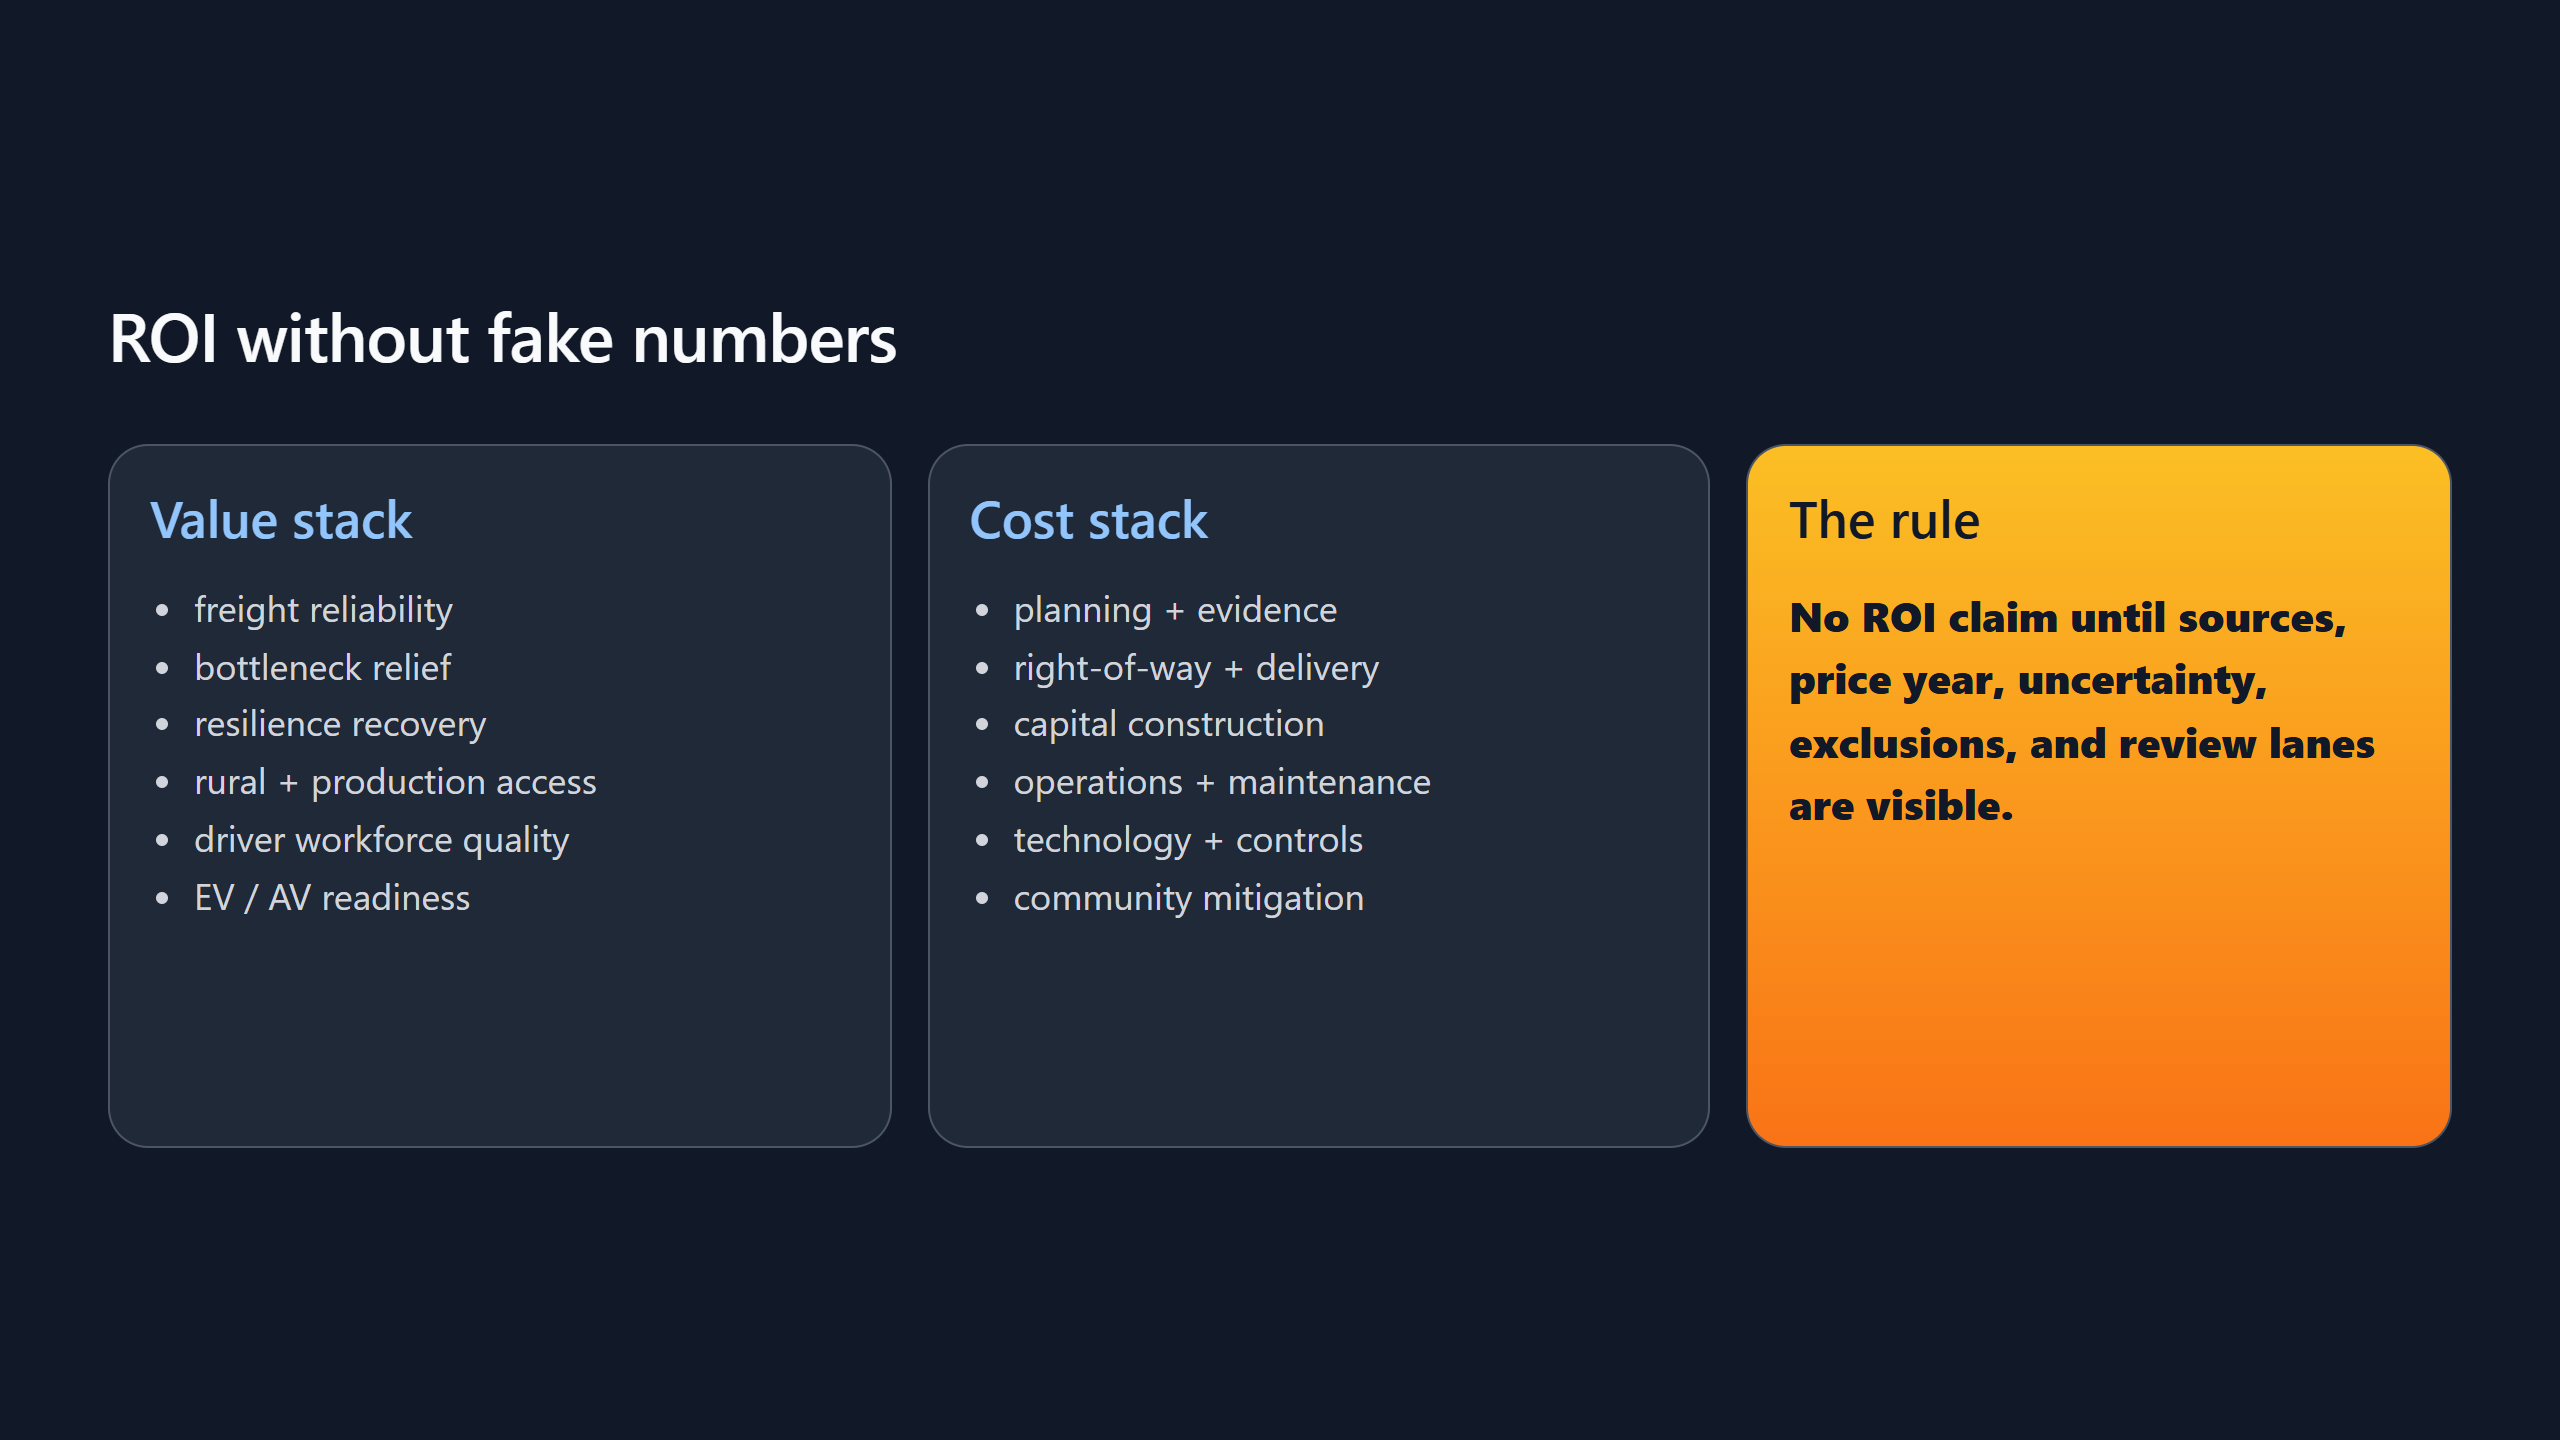 ROI without fake numbers
Value stack
• freight reliability
• bottleneck relief
• resilience recovery
• rural + production access
• driver workforce quality
• EV / AV readiness
Cost stack
• planning + evidence
• right-of-way + delivery
• capital construction
• operations + maintenance
• technology + controls
• community mitigation
The rule
No ROI claim until sources,
price year, uncertainty,
exclusions, and review lanes
are visible.